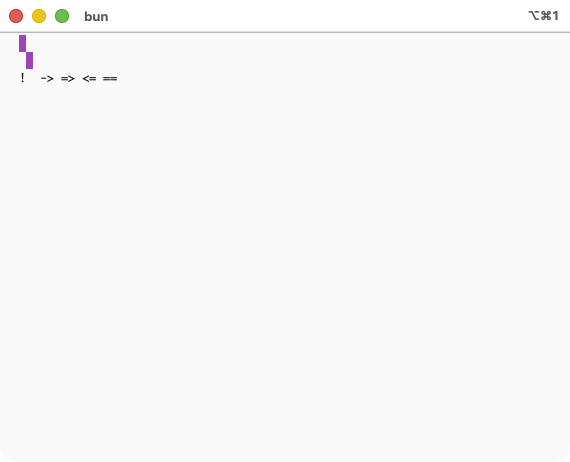 bun
⌥⌘1
!  -> => <= ==